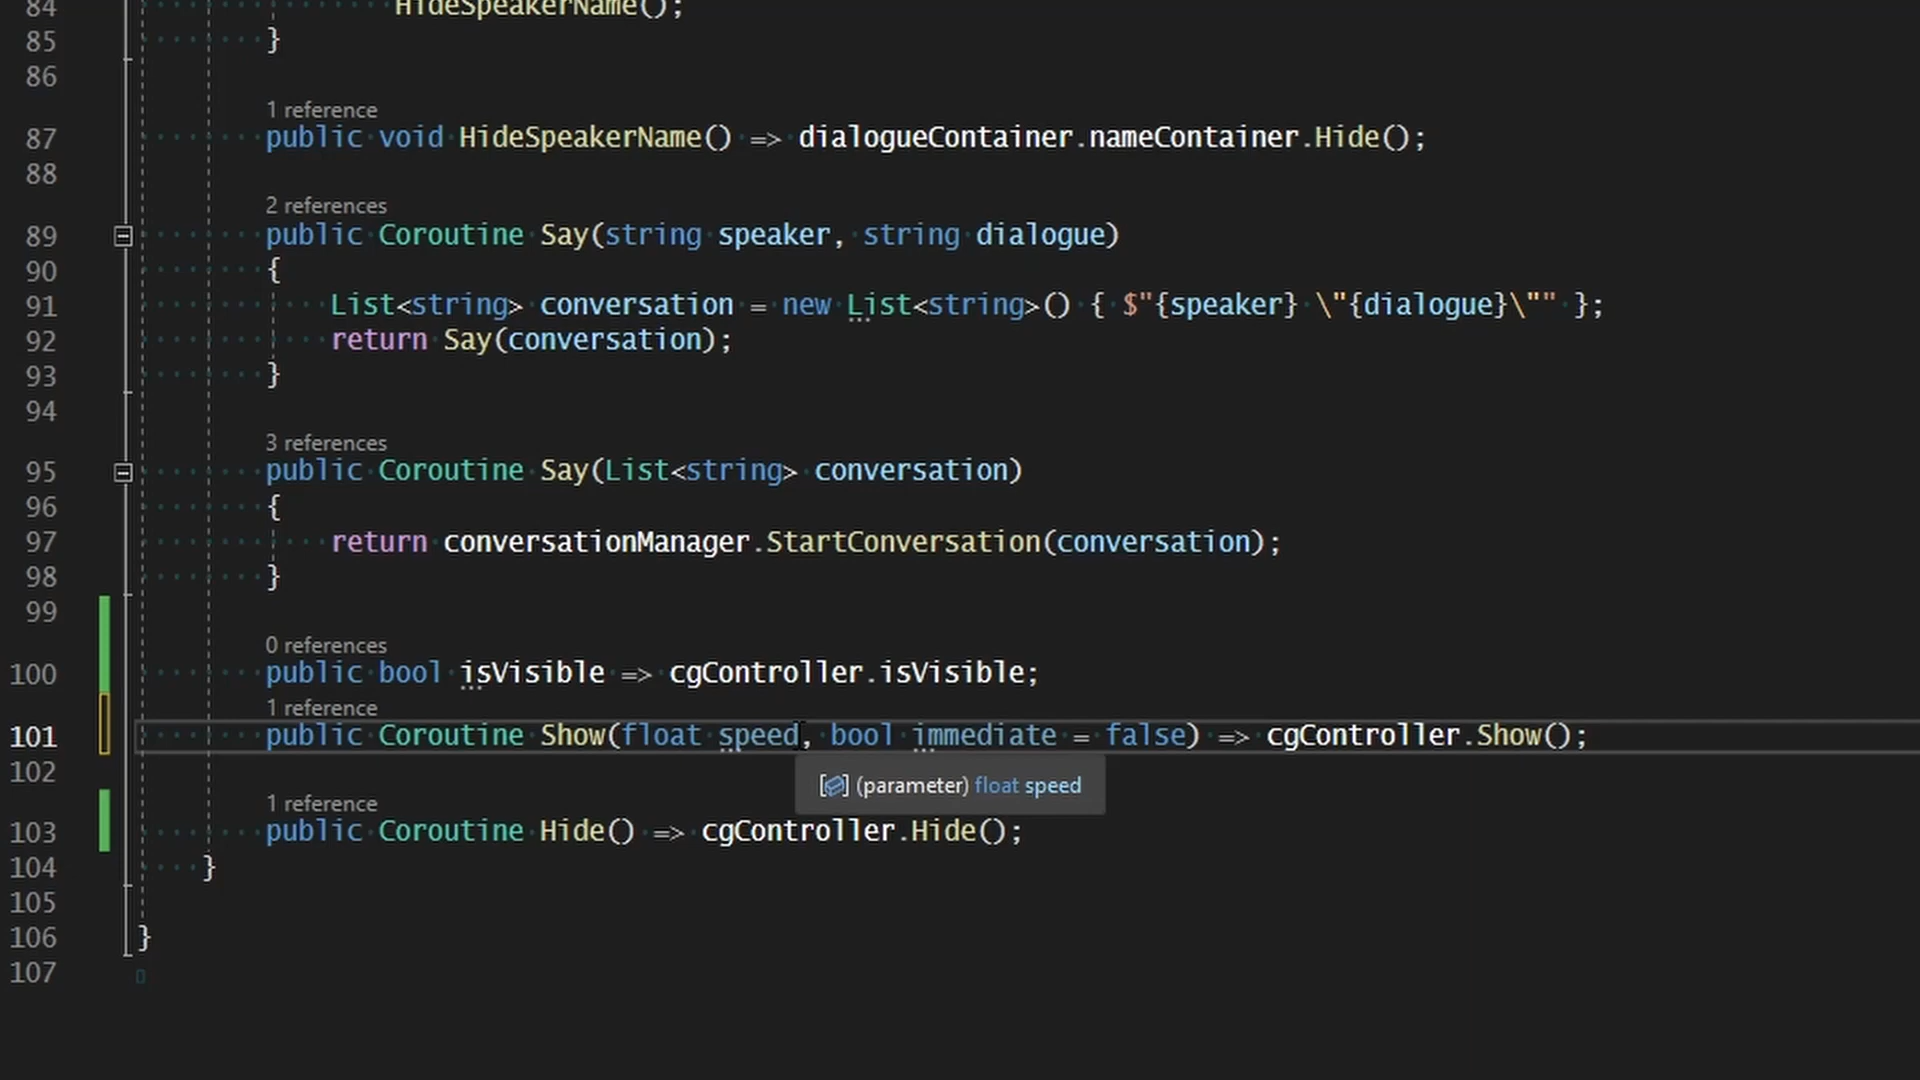 84 HideSpeakerName();
85 }
86
1 reference
87 public void HideSpeakerName() => dialogueContainer.nameContainer.Hide();
88
2 references
89 public Coroutine Say(string speaker, string dialogue)
90 {
91 List<string> conversation = new List<string>() { $"{speaker} \"{dialogue}\"" };
92 return Say(conversation);
93 }
94
3 references
95 public Coroutine Say(List<string> conversation)
96 {
97 return conversationManager.StartConversation(conversation);
98 }
99
0 references
100 public bool isVisible => cgController.isVisible;
1 reference
101 public Coroutine Show(float speed, bool immediate = false) => cgController.Show();
102
(parameter) float speed
1 reference
103 public Coroutine Hide() => cgController.Hide();
104 }
105
106 }
107